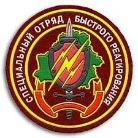 СПЕЦИАЛЬНЫЙ ОТРЯД
БЫСТРОГО РЕАГИРОВАНИЯ